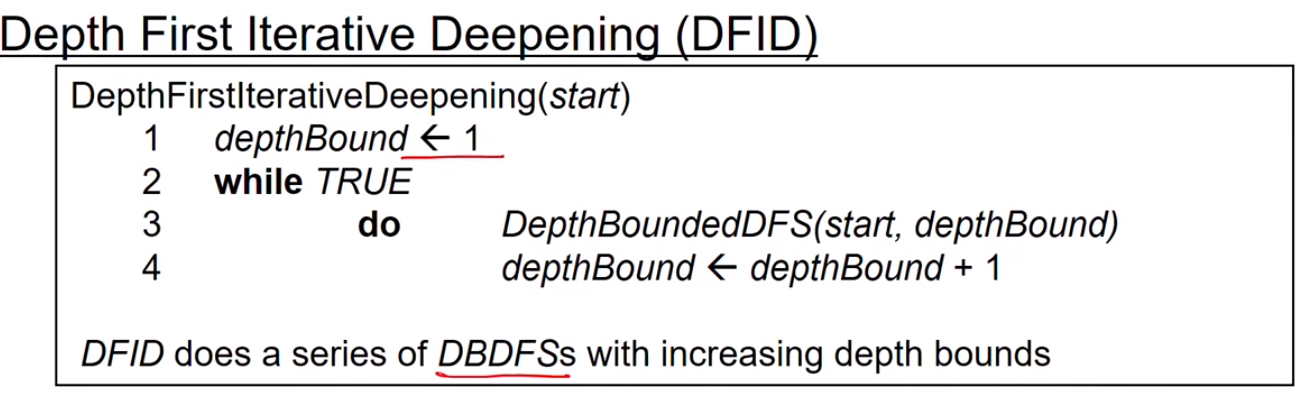 Depth First Iterative Deepening (DFID)
DepthFirstIterativeDeepening(start)
1 depthBound ← 1
2 while TRUE
3 do DepthBoundedDFS(start, depthBound)
4 depthBound ← depthBound + 1
DFID does a series of DBDFSs with increasing depth bounds